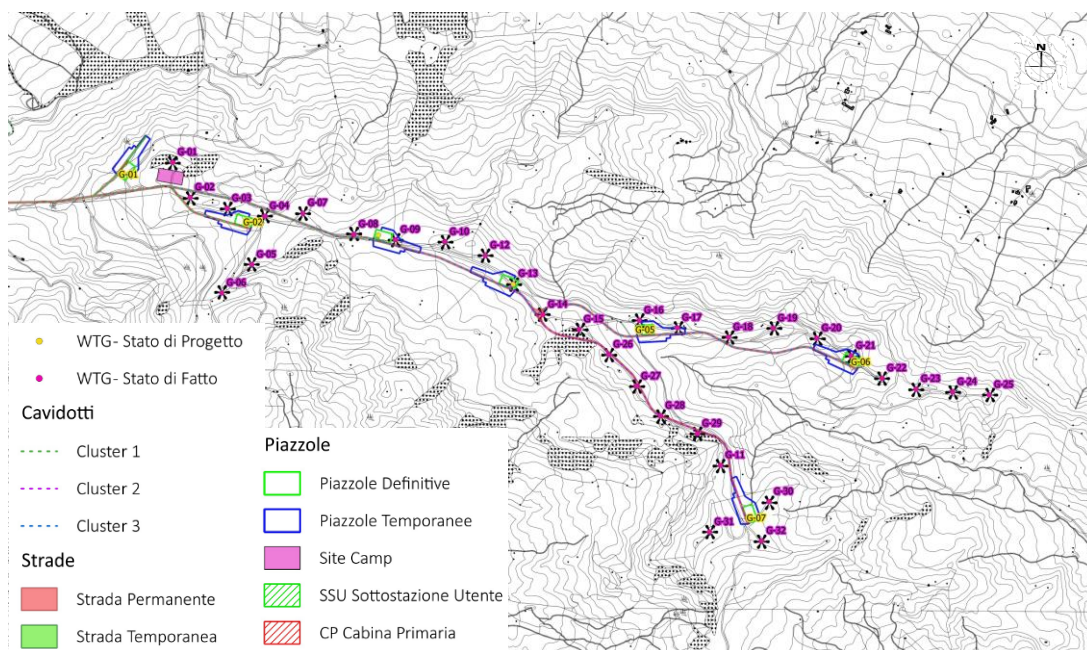 N
G-01
G-01
G-02
G-03
G-04
G-07
G-02
G-08
G-09
G-10
G-12
G-05
G-06
G-13
G-14
G-15
G-16
G-05
G-17
G-18
G-19
G-20
G-21
G-06
G-22
G-23
G-24
G-25
G-26
G-27
G-28
G-29
G-11
G-30
G-07
G-31
G-32
WTG- Stato di Progetto
WTG- Stato di Fatto
Cavidotti
Cluster 1
Cluster 2
Cluster 3
Strade
Strada Permanente
Strada Temporanea
Piazzole
Piazzole Definitive
Piazzole Temporanee
Site Camp
SSU Sottostazione Utente
CP Cabina Primaria